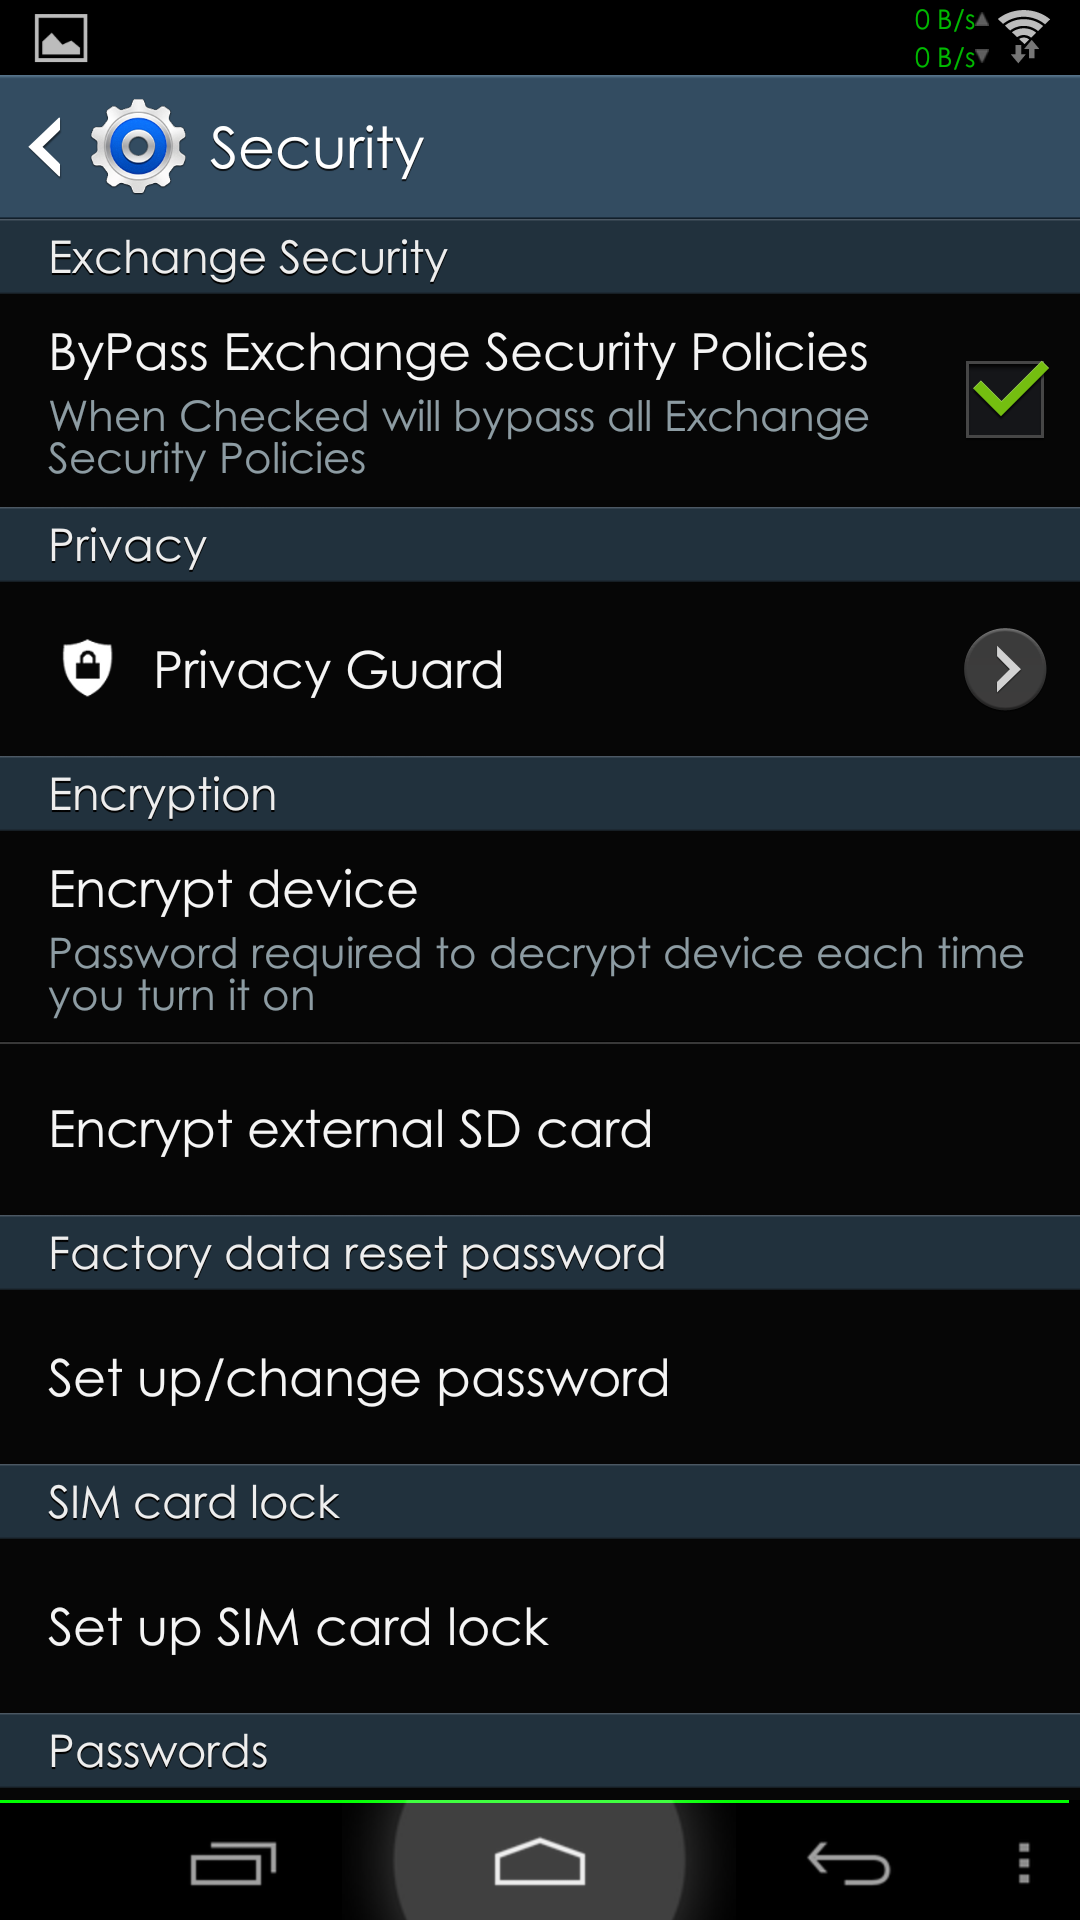 0 B/s
0 B/s
Security
Exchange Security
ByPass Exchange Security Policies
When Checked will bypass all Exchange
Security Policies
Privacy
Privacy Guard
Encryption
Encrypt device
Password required to decrypt device each time
you turn it on
Encrypt external SD card
Factory data reset password
Set up/change password
SIM card lock
Set up SIM card lock
Passwords